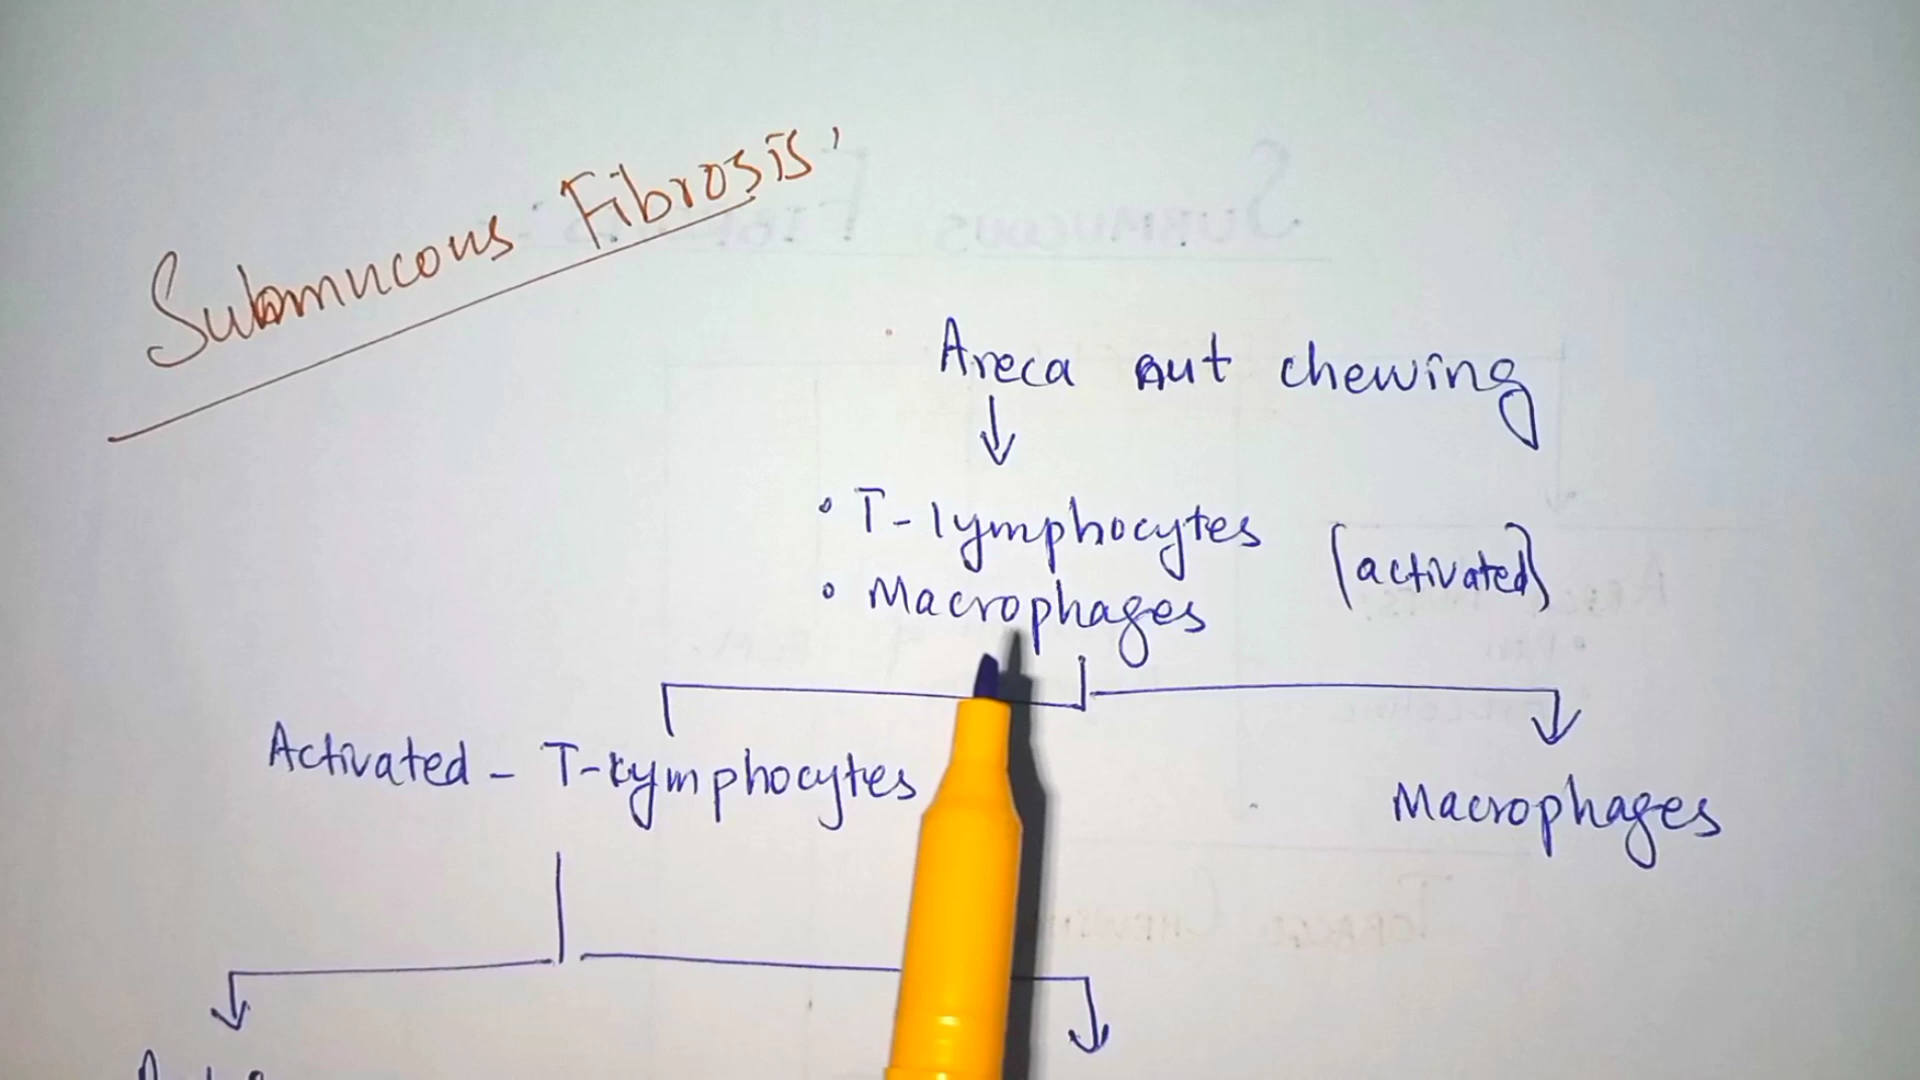 Submucous Fibrosis
Areca nut chewing
• T-lymphocytes
(activated)
• Macrophages
Activated - T-lymphocytes
Macrophages